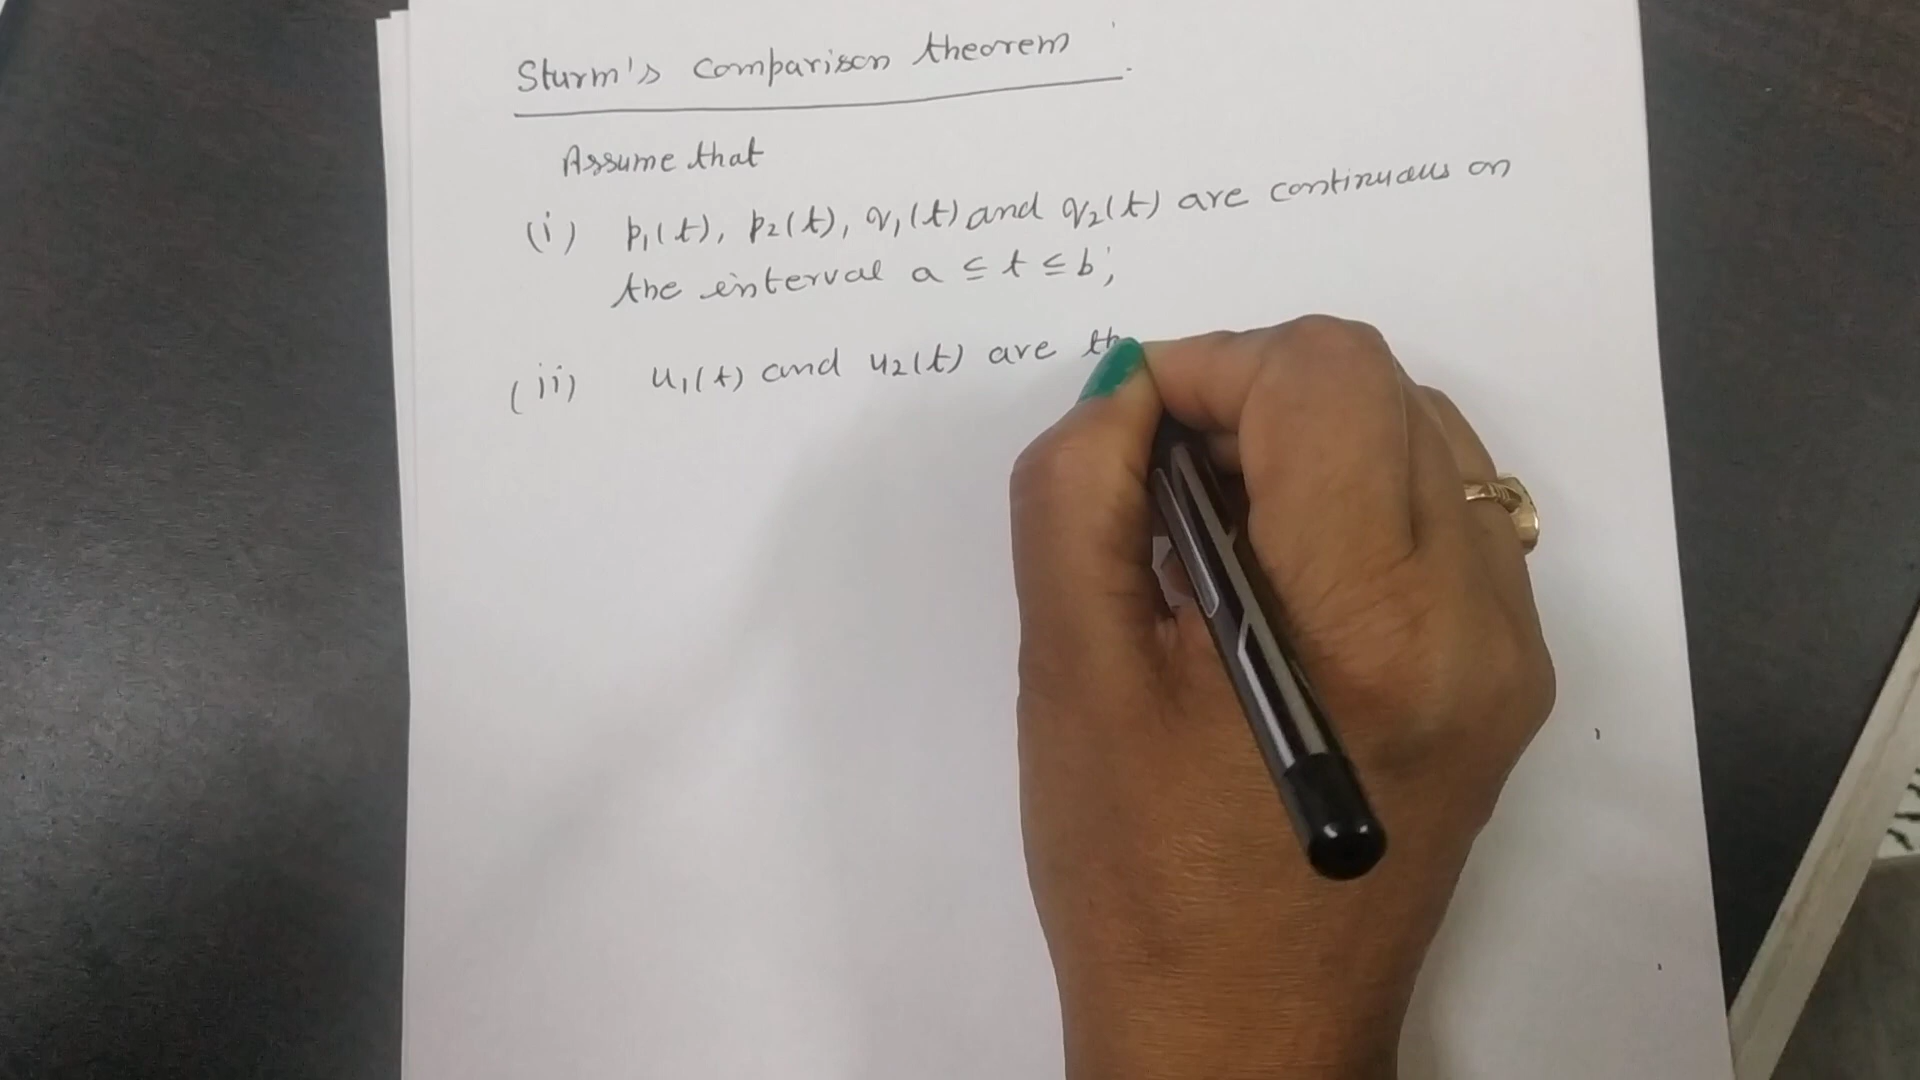 Sturm's comparison theorem
Assume that
(i) p₁(t), p₂(t), q₁(t) and q₂(t) are continuous on
the interval a ≤ t ≤ b;
(ii) u₁(t) and u₂(t) are th